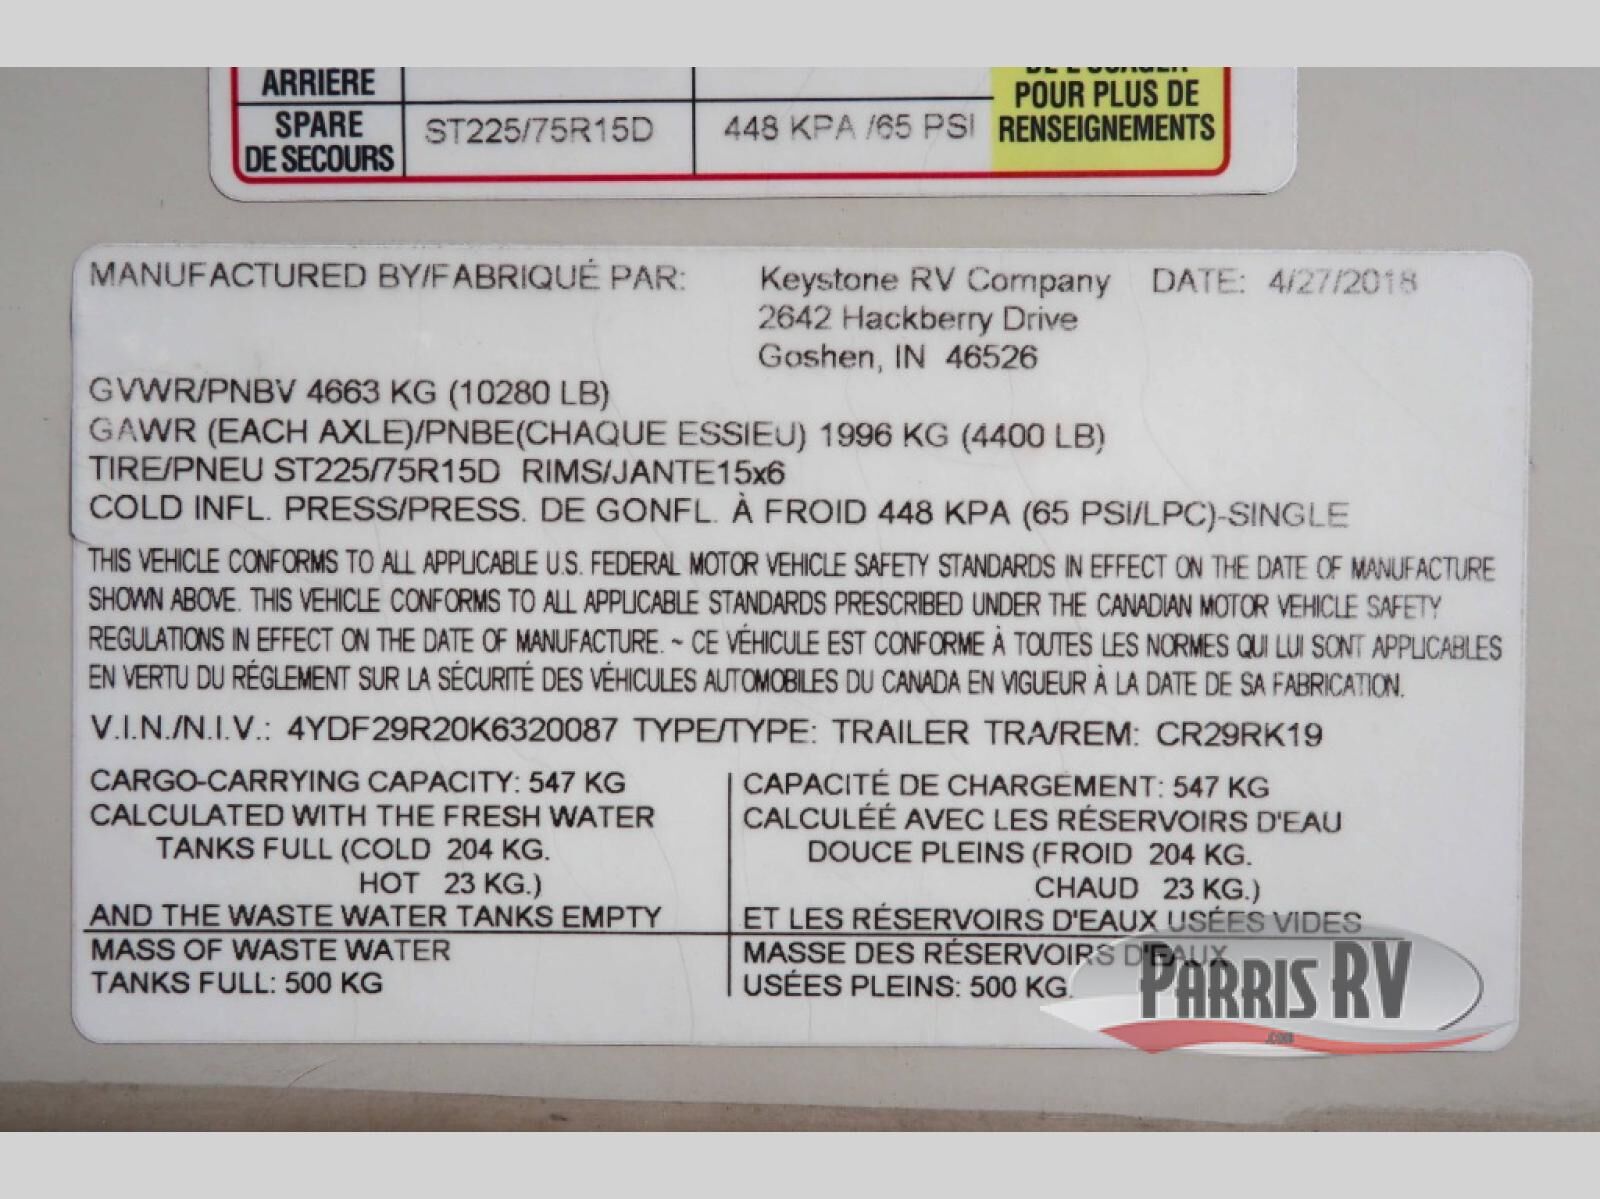 ARRIÈRE
DE L'USAGER
POUR PLUS DE
RENSEIGNEMENTS
SPARE
DE SECOURS
ST225/75R15D
448 KPA /65 PSI
MANUFACTURED BY/FABRIQUÉ PAR: Keystone RV Company DATE: 4/27/2018
2642 Hackberry Drive
Goshen, IN 46526
GVWR/PNBV 4663 KG (10280 LB)
GAWR (EACH AXLE)/PNBE(CHAQUE ESSIEU) 1996 KG (4400 LB)
TIRE/PNEU ST225/75R15D RIMS/JANTE15x6
COLD INFL. PRESS/PRESS. DE GONFL. À FROID 448 KPA (65 PSI/LPC)-SINGLE
THIS VEHICLE CONFORMS TO ALL APPLICABLE U.S. FEDERAL MOTOR VEHICLE SAFETY STANDARDS IN EFFECT ON THE DATE OF MANUFACTURE
SHOWN ABOVE. THIS VEHICLE CONFORMS TO ALL APPLICABLE STANDARDS PRESCRIBED UNDER THE CANADIAN MOTOR VEHICLE SAFETY
REGULATIONS IN EFFECT ON THE DATE OF MANUFACTURE. ~ CE VÉHICULE EST CONFORME À TOUTES LES NORMES QUI LUI SONT APPLICABLES
EN VERTU DU RÉGLEMENT SUR LA SÉCURITÉ DES VÉHICULES AUTOMOBILES DU CANADA EN VIGUEUR À LA DATE DE SA FABRICATION.
V.I.N./N.I.V.: 4YDF29R20K6320087 TYPE/TYPE: TRAILER TRA/REM: CR29RK19
CARGO-CARRYING CAPACITY: 547 KG
CALCULATED WITH THE FRESH WATER
TANKS FULL (COLD 204 KG.
HOT 23 KG.)
AND THE WASTE WATER TANKS EMPTY
MASS OF WASTE WATER
TANKS FULL: 500 KG
CAPACITÉ DE CHARGEMENT: 547 KG
CALCULÉÉ AVEC LES RÉSERVOIRS D'EAU
DOUCE PLEINS (FROID 204 KG.
CHAUD 23 KG.)
ET LES RÉSERVOIRS D'EAUX USÉES VIDES
MASSE DES RÉSERVOIRS D'EAUX
USÉES PLEINS: 500 KG.
PARRIS RV
.com